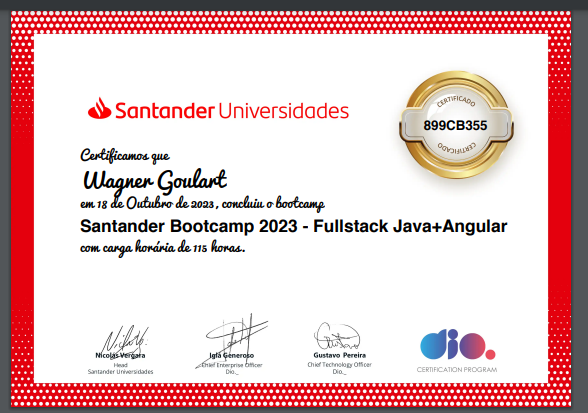 Santander Universidades
CERTIFICADO
899CB355
CERTIFICADO
Certificamos que
Wagner Goulart
em 18 de Outubro de 2023, concluiu o bootcamp
Santander Bootcamp 2023 - Fullstack Java+Angular
com carga horária de 115 horas.
Nicolas Vergara
Head
Santander Universidades
Iglá Generoso
Chief Enterprise Officer
Dio._
Gustavo Pereira
Chief Technology Officer
Dio._
dio.
CERTIFICATION PROGRAM